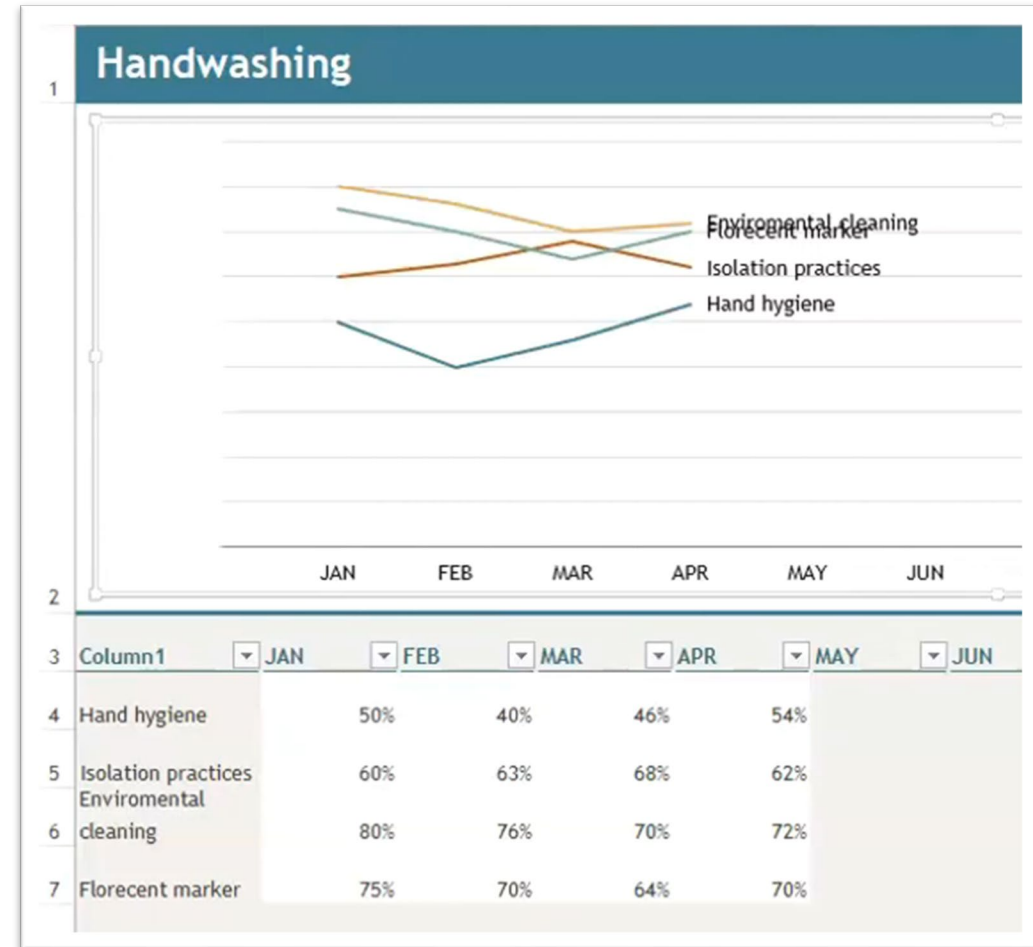 Handwashing
1
Enviromental cleaning
Florecent marker
Isolation practices
Hand hygiene
JAN FEB MAR APR MAY JUN
2
3 Column1 JAN FEB MAR APR MAY JUN
4 Hand hygiene 50% 40% 46% 54%
5 Isolation practices 60% 63% 68% 62%
Enviromental
6 cleaning 80% 76% 70% 72%
7 Florecent marker 75% 70% 64% 70%